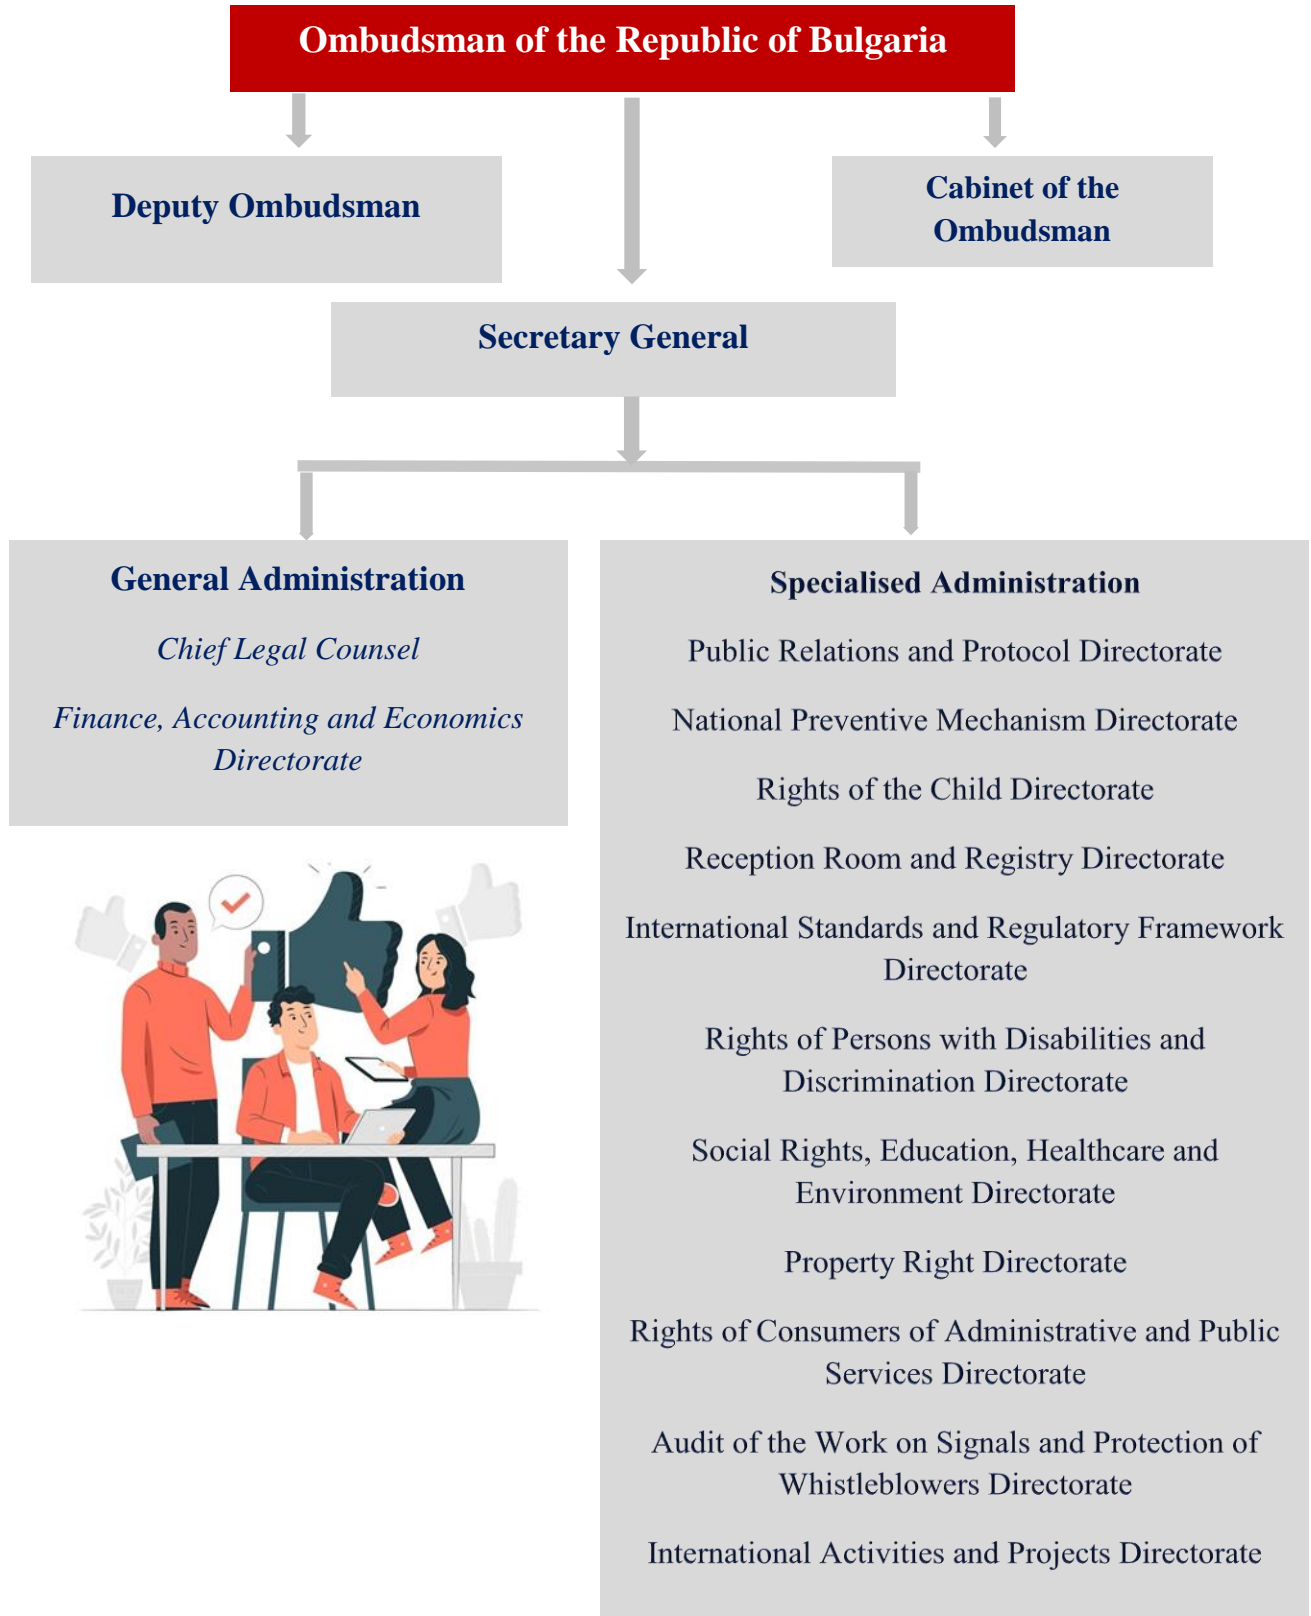 Ombudsman of the Republic of Bulgaria
Deputy Ombudsman
Cabinet of the
Ombudsman
Secretary General
General Administration
Chief Legal Counsel
Finance, Accounting and Economics
Directorate
Specialised Administration
Public Relations and Protocol Directorate
National Preventive Mechanism Directorate
Rights of the Child Directorate
Reception Room and Registry Directorate
International Standards and Regulatory Framework
Directorate
Rights of Persons with Disabilities and
Discrimination Directorate
Social Rights, Education, Healthcare and
Environment Directorate
Property Right Directorate
Rights of Consumers of Administrative and Public
Services Directorate
Audit of the Work on Signals and Protection of
Whistleblowers Directorate
International Activities and Projects Directorate